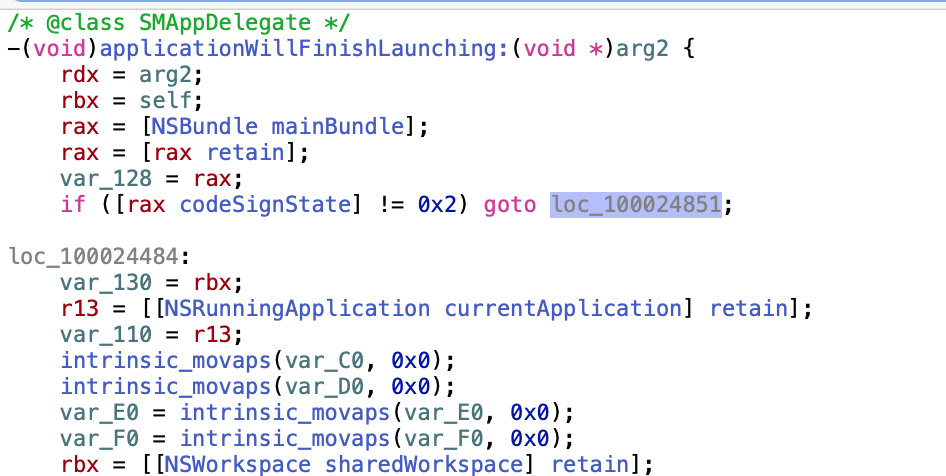 /* @class SMAppDelegate */
-(void)applicationWillFinishLaunching:(void *)arg2 {
    rdx = arg2;
    rbx = self;
    rax = [NSBundle mainBundle];
    rax = [rax retain];
    var_128 = rax;
    if ([rax codeSignState] != 0x2) goto loc_100024851;

loc_100024484:
    var_130 = rbx;
    r13 = [[NSRunningApplication currentApplication] retain];
    var_110 = r13;
    intrinsic_movaps(var_C0, 0x0);
    intrinsic_movaps(var_D0, 0x0);
    var_E0 = intrinsic_movaps(var_E0, 0x0);
    var_F0 = intrinsic_movaps(var_F0, 0x0);
    rbx = [[NSWorkspace sharedWorkspace] retain];